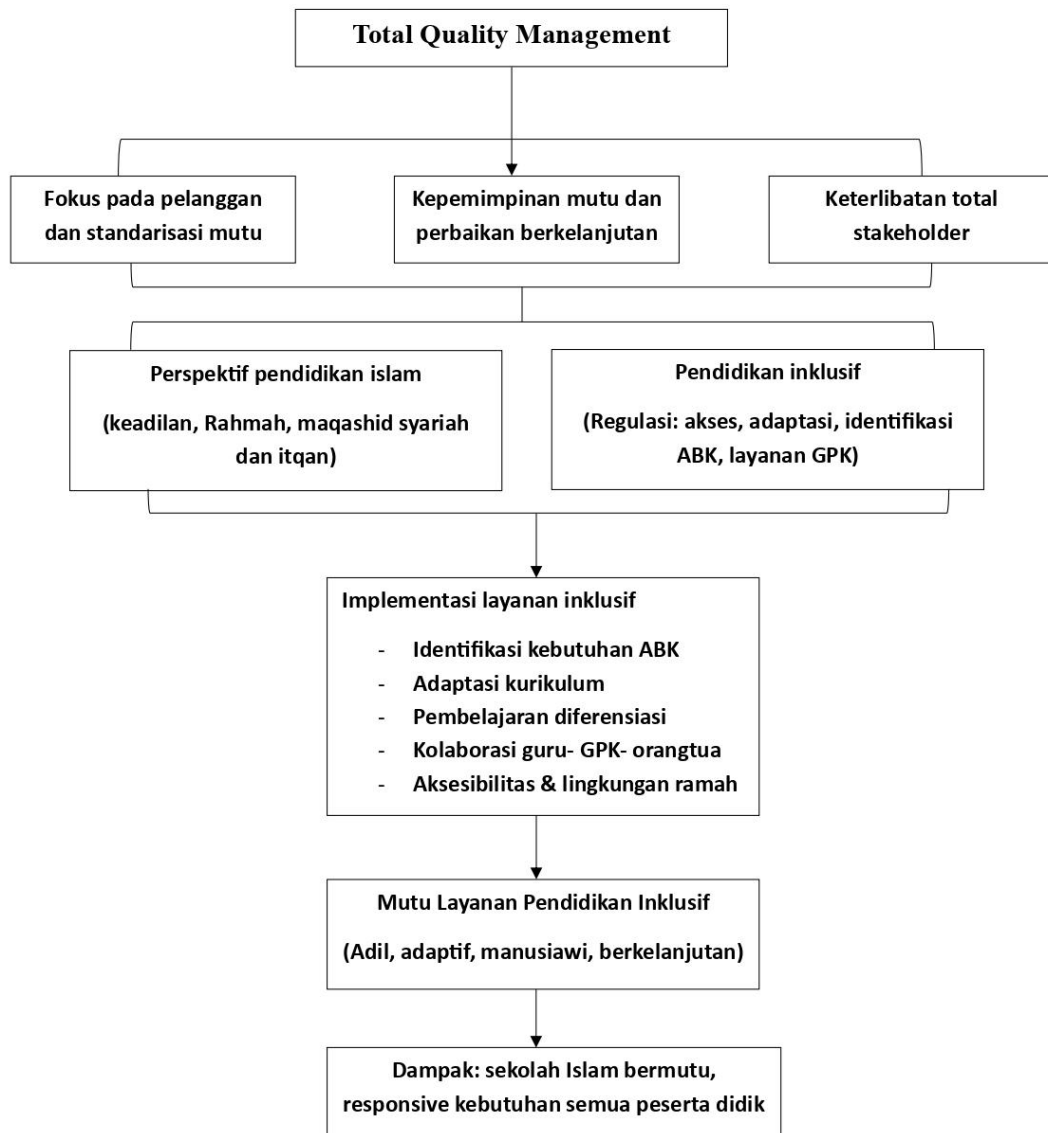 Total Quality Management
Fokus pada pelanggan
dan standarisasi mutu
Kepemimpinan mutu dan
perbaikan berkelanjutan
Keterlibatan total
stakeholder
Perspektif pendidikan islam
(keadilan, Rahmah, maqashid syariah
dan itqan)
Pendidikan inklusif
(Regulasi: akses, adaptasi, identifikasi
ABK, layanan GPK)
Implementasi layanan inklusif
- Identifikasi kebutuhan ABK
- Adaptasi kurikulum
- Pembelajaran diferensiasi
- Kolaborasi guru- GPK- orangtua
- Aksesibilitas & lingkungan ramah
Mutu Layanan Pendidikan Inklusif
(Adil, adaptif, manusiawi, berkelanjutan)
Dampak: sekolah Islam bermutu,
responsive kebutuhan semua peserta didik